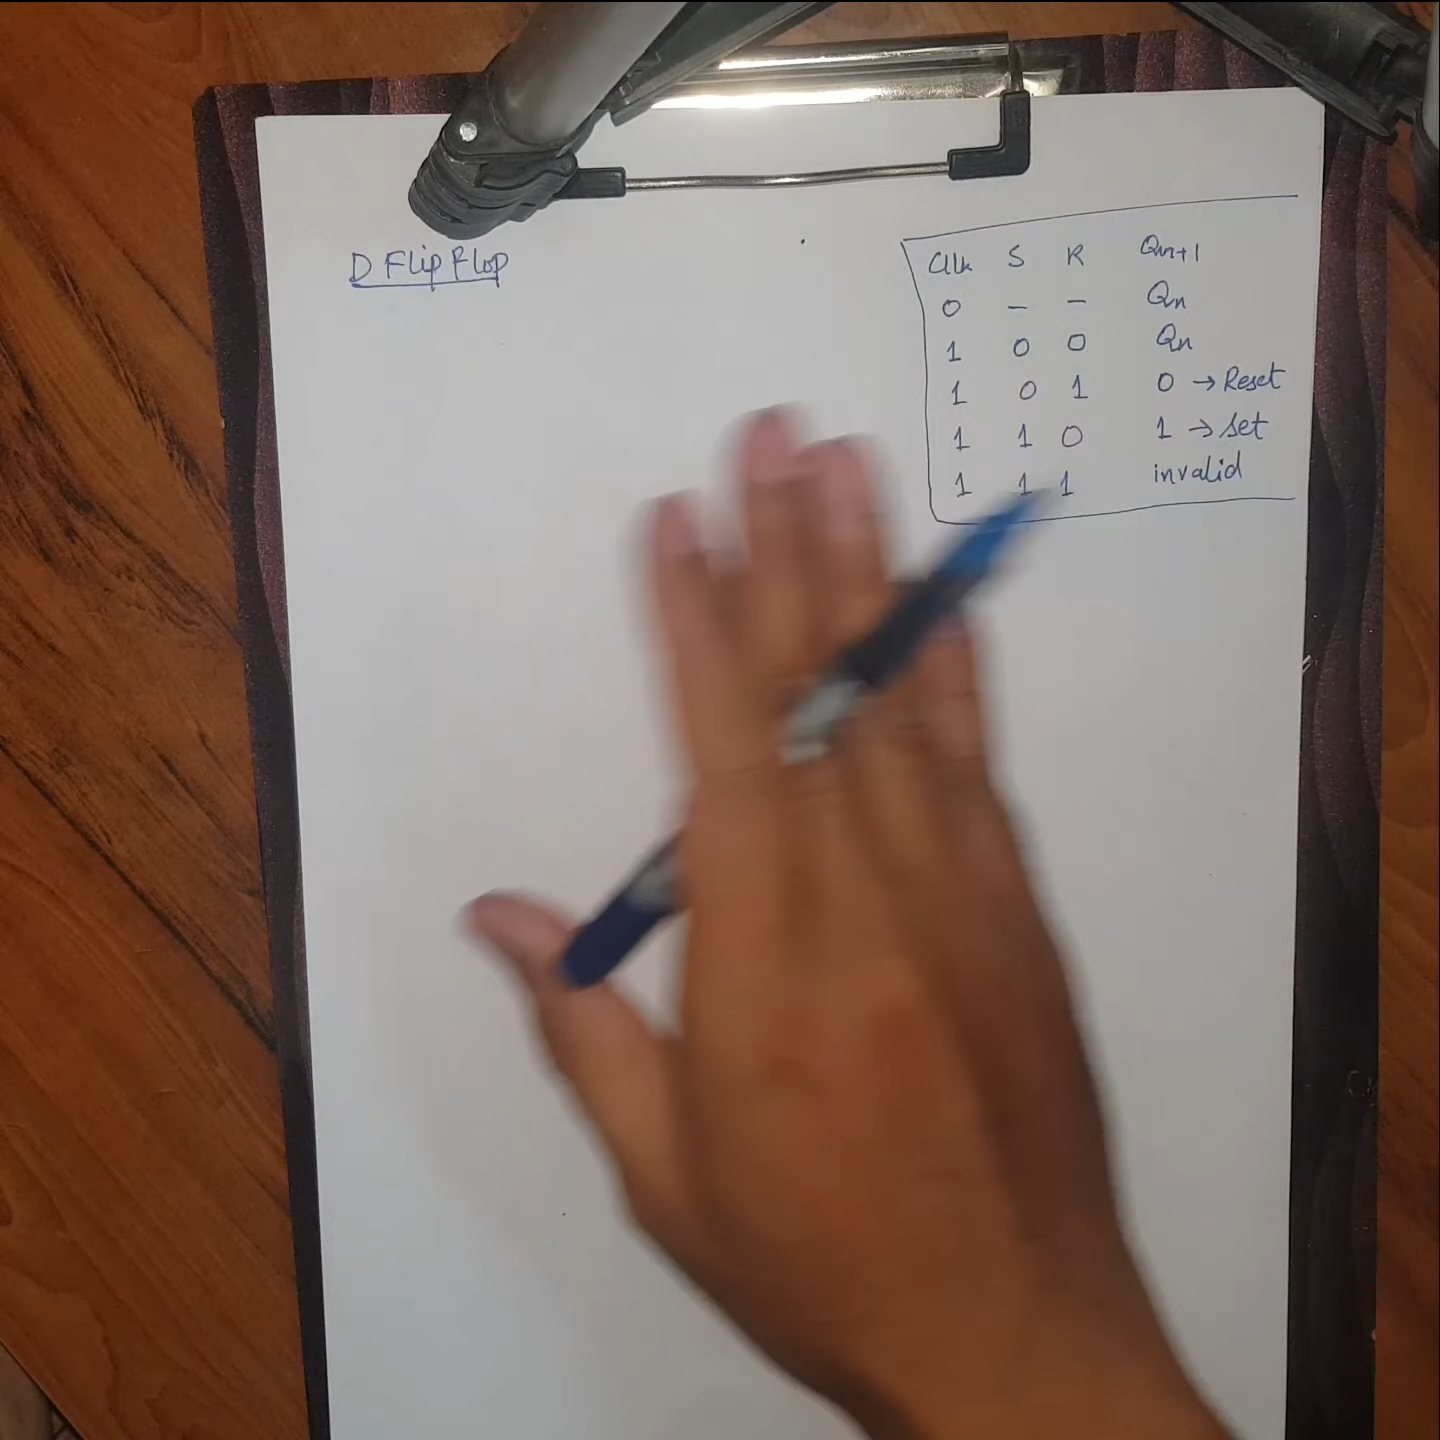 D Flip Flop
Clk S R Qn+1
0 – – Qn
1 0 0 Qn
1 0 1 0 → Reset
1 1 0 1 → set
1 1 1 invalid